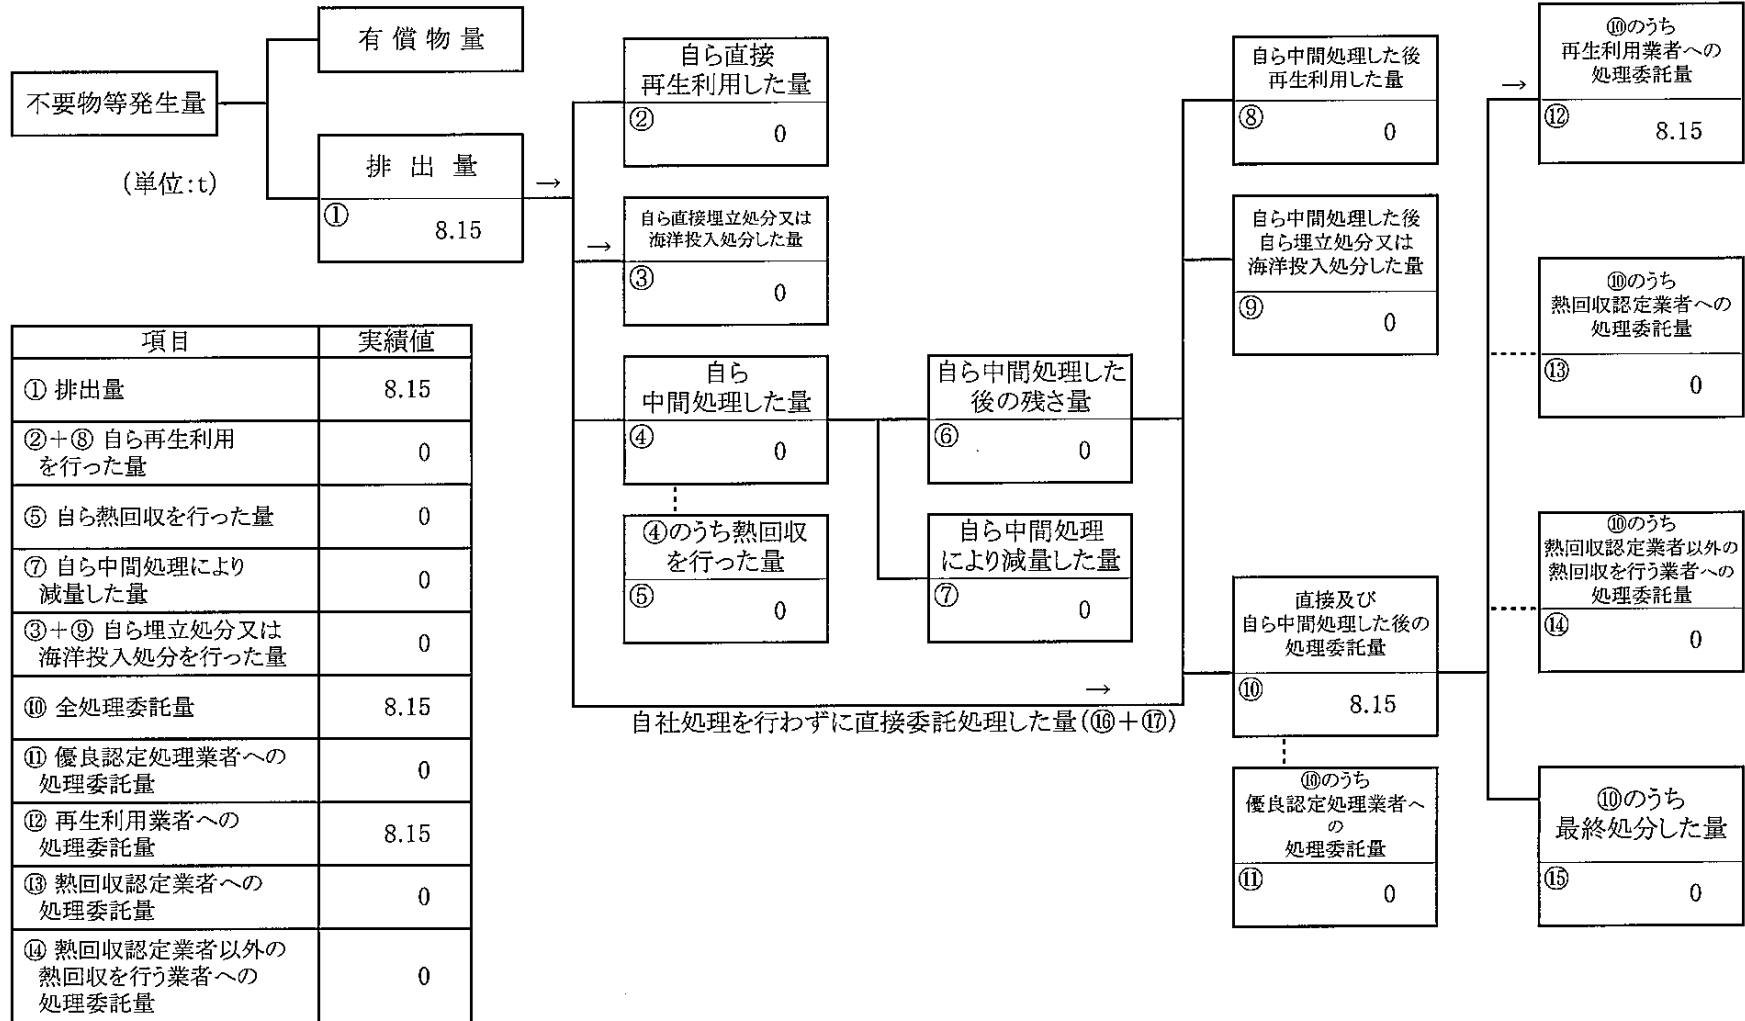 有償物量
不要物等発生量
(単位:t)
排出量
①
8.15
→
自ら直接
再生利用した量
②
0
→
自ら直接埋立処分又は
海洋投入処分した量
③
0
自ら
中間処理した量
④
0
④のうち熱回収
を行った量
⑤
0
自ら中間処理した
後の残さ量
⑥
0
自ら中間処理
により減量した量
⑦
0
→
自社処理を行わずに直接委託処理した量(⑯+⑰)
自ら中間処理した後
再生利用した量
⑧
0
自ら中間処理した後
自ら埋立処分又は
海洋投入処分した量
⑨
0
直接及び
自ら中間処理した後の
処理委託量
⑩
8.15
⑩のうち
優良認定処理業者へ
の
処理委託量
⑪
0
→
⑩のうち
再生利用業者への
処理委託量
⑫
8.15
⑩のうち
熱回収認定業者への
処理委託量
⑬
0
⑩のうち
熱回収認定業者以外の
熱回収を行う業者への
処理委託量
⑭
0
⑩のうち
最終処分した量
⑮
0
項目 実績値
① 排出量 8.15
②+⑧ 自ら再生利用
を行った量 0
⑤ 自ら熱回収を行った量 0
⑦ 自ら中間処理により
減量した量 0
③+⑨ 自ら埋立処分又は
海洋投入処分を行った量 0
⑩ 全処理委託量 8.15
⑪ 優良認定処理業者への
処理委託量 0
⑫ 再生利用業者への
処理委託量 8.15
⑬ 熱回収認定業者への
処理委託量 0
⑭ 熱回収認定業者以外の
熱回収を行う業者への
処理委託量 0